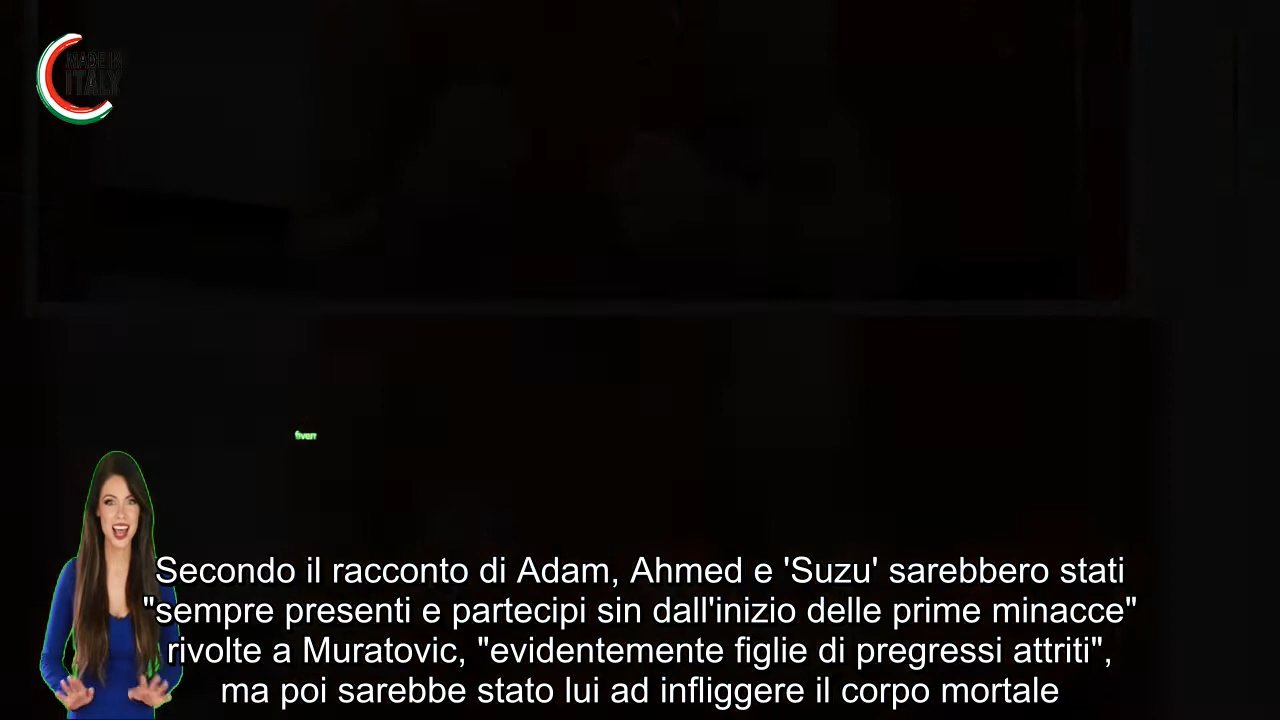 MADE IN
ITALY
fiverr
Secondo il racconto di Adam, Ahmed e 'Suzu' sarebbero stati
"sempre presenti e partecipi sin dall'inizio delle prime minacce"
rivolte a Muratovic, "evidentemente figlie di pregressi attriti",
ma poi sarebbe stato lui ad infliggere il corpo mortale